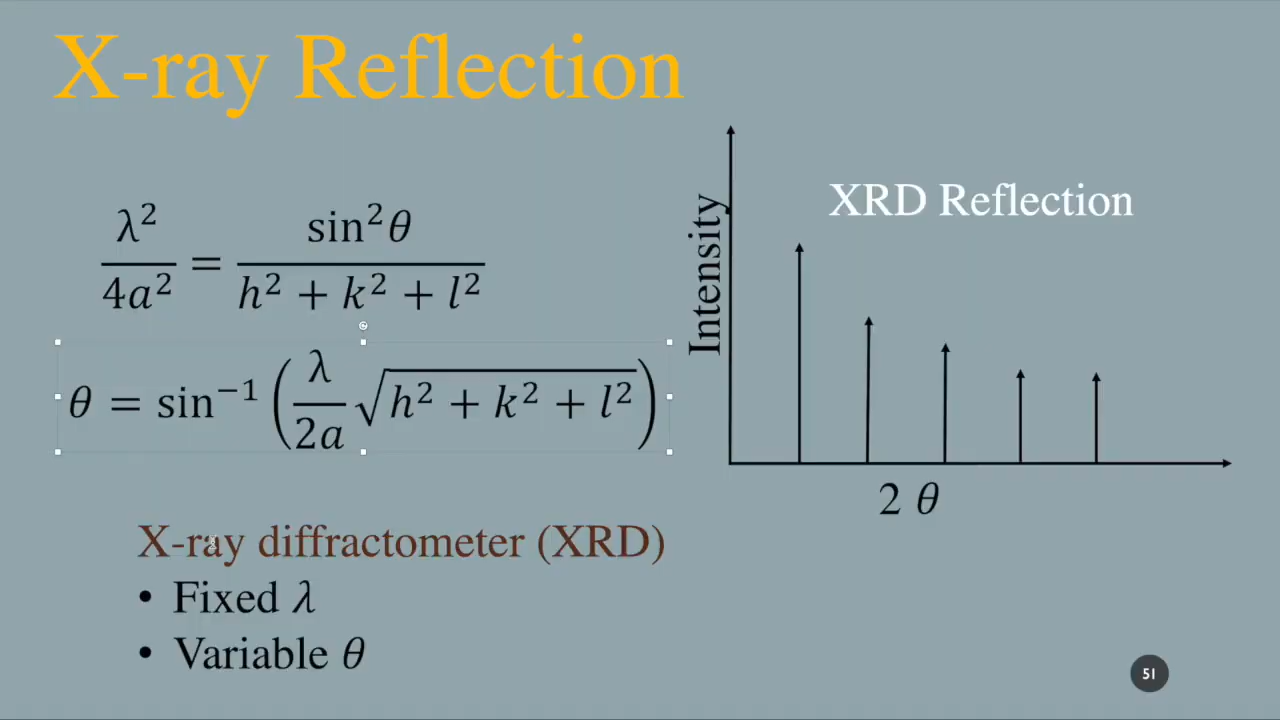 X-ray Reflection
λ²/4a² = sin²θ/(h² + k² + l²)
θ = sin⁻¹(λ/2a √(h² + k² + l²))
X-ray diffractometer (XRD)
• Fixed λ
• Variable θ
XRD Reflection
Intensity
2 θ
51